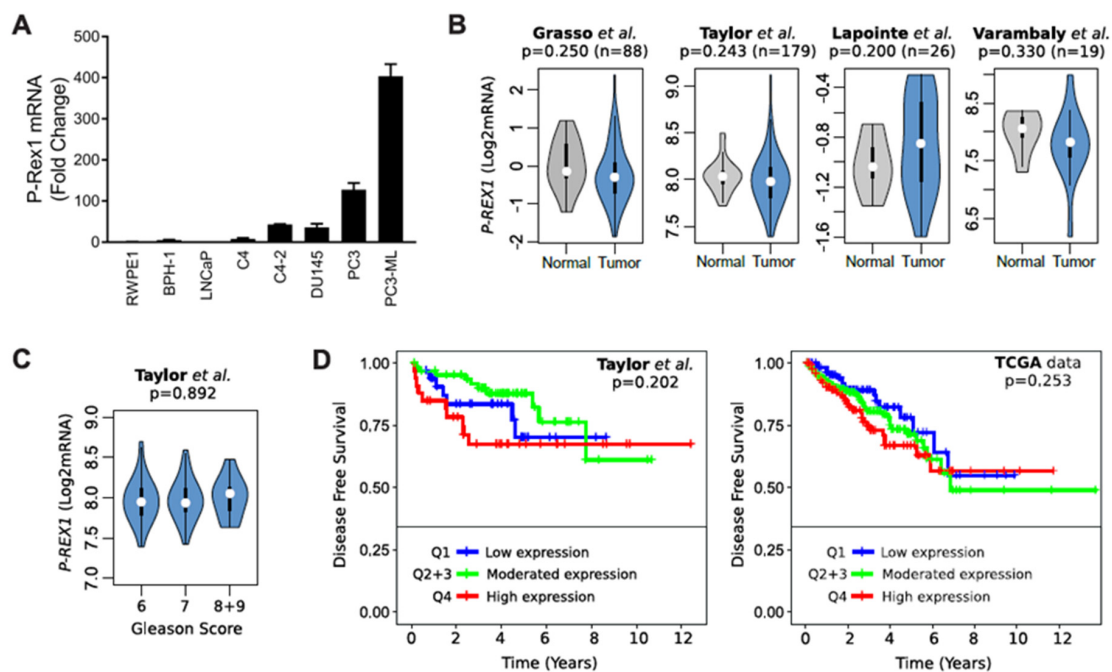 A
P-Rex1 mRNA
(Fold Change)
500
400
300
200
100
0
RWPE1
BPH-1
LNCaP
C4
C4-2
DU145
PC3
PC3-ML
B
Grasso et al.
p=0.250 (n=88)
P-REX1 (Log2mRNA)
2
1
0
-1
-2
Normal Tumor
Taylor et al.
p=0.243 (n=179)
9.0
8.5
8.0
7.5
Normal Tumor
Lapointe et al.
p=0.200 (n=26)
-0.4
-0.8
-1.2
-1.6
Normal Tumor
Varambaly et al.
p=0.330 (n=19)
8.5
7.5
6.5
Normal Tumor
C
Taylor et al.
p=0.892
P-REX1 (Log2mRNA)
9.0
8.5
8.0
7.5
7.0
6 7 8+9
Gleason Score
D
Disease Free Survival
1.00
0.75
0.50
0.25
0.00
Taylor et al.
p=0.202
Q1 Low expression
Q2+3 Moderated expression
Q4 High expression
0 2 4 6 8 10 12
Time (Years)
Disease Free Survival
1.00
0.75
0.50
0.25
0.00
TCGA data
p=0.253
Q1 Low expression
Q2+3 Moderated expression
Q4 High expression
0 2 4 6 8 10 12
Time (Years)